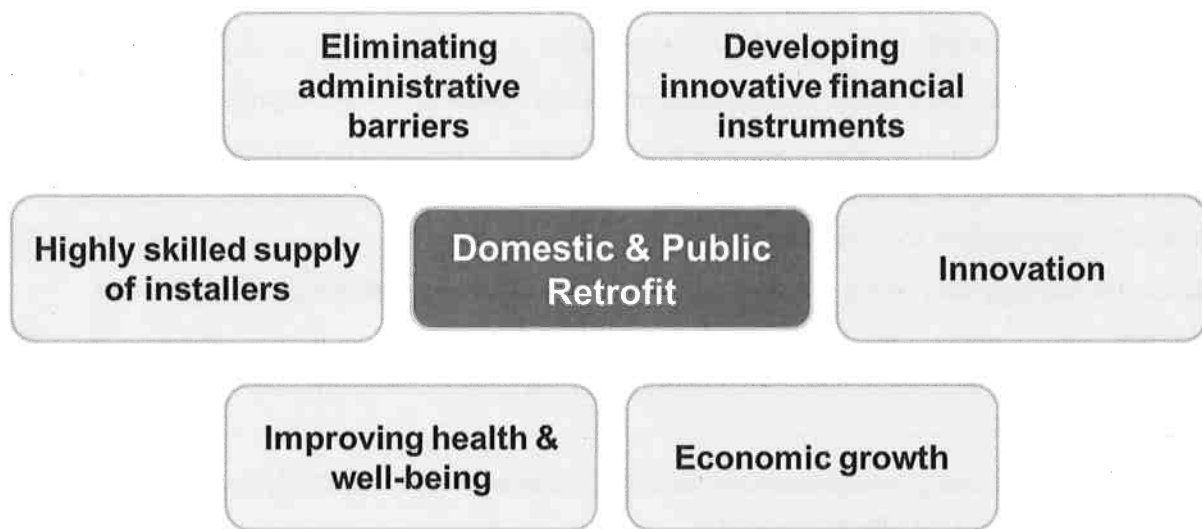 Eliminating
administrative
barriers
Developing
innovative financial
instruments
Highly skilled supply
of installers
Domestic & Public
Retrofit
Innovation
Improving health &
well-being
Economic growth